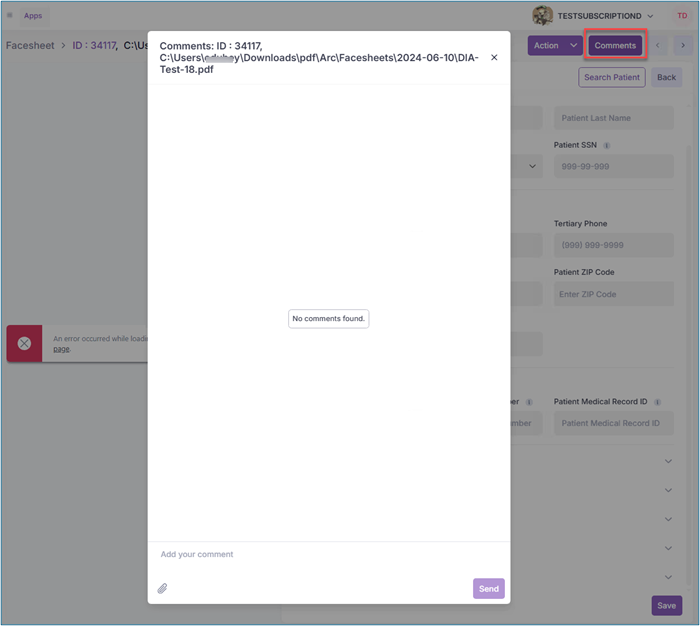 Apps
TESTSUBSCRIPTIOND
TD
Facesheet > ID : 34117, C:\Us
Action
Comments
Comments: ID : 34117,
C:\Users\ \Downloads\pdf\Arc\Facesheets\2024-06-10\DIA-
Test-18.pdf
Search Patient
Back
Patient Last Name
Patient SSN
999-99-999
Tertiary Phone
(999) 999-9989
Patient ZIP Code
Enter ZIP Code
No comments found.
An error occurred while loadi
page.
ber
Patient Medical Record ID
mber
Patient Medical Record ID
Add your comment
Send
Save